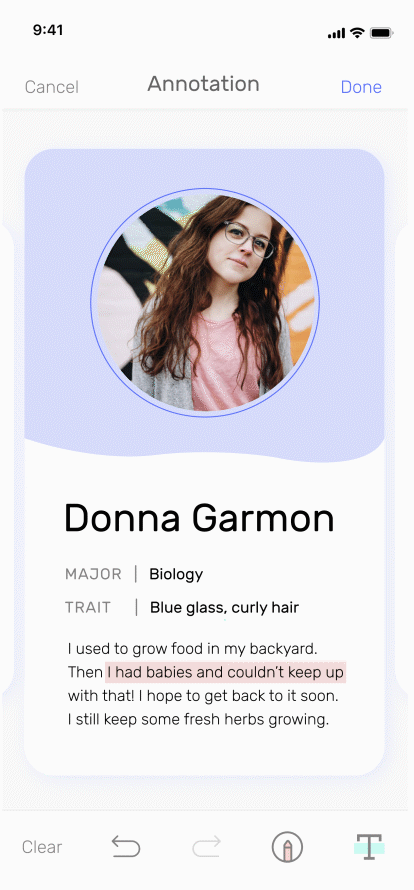 9:41
Cancel Annotation Done
Donna Garmon
MAJOR | Biology
TRAIT | Blue glass, curly hair
I used to grow food in my backyard.
Then I had babies and couldn't keep up
with that! I hope to get back to it soon.
I still keep some fresh herbs growing.
Clear T